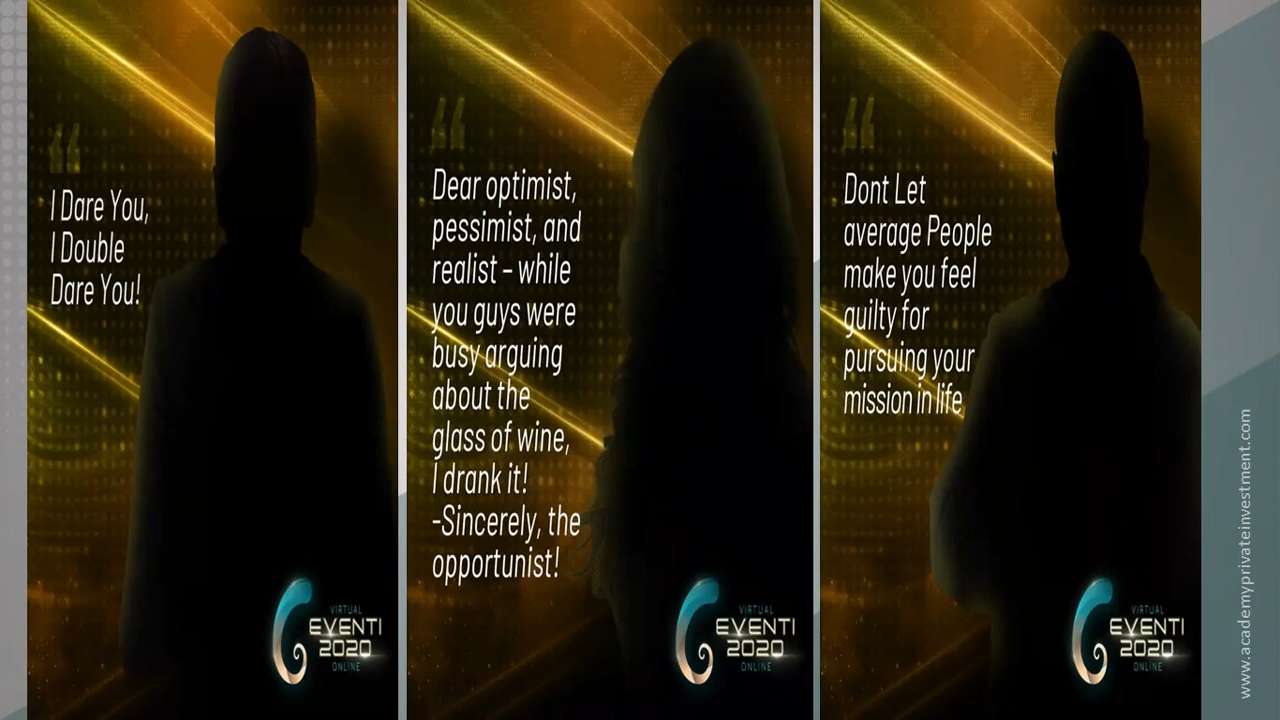 “
I Dare You,
I Double
Dare You!
VIRTUAL
EVENTI
2020
ONLINE
“
Dear optimist,
pessimist, and
realist – while
you guys were
busy arguing
about the
glass of wine,
I drank it!
-Sincerely, the
opportunist!
VIRTUAL
EVENTI
2020
ONLINE
“
Dont Let
average People
make you feel
guilty for
pursuing your
mission in life
VIRTUAL
EVENTI
2020
ONLINE
www.academyprivateinvestment.com